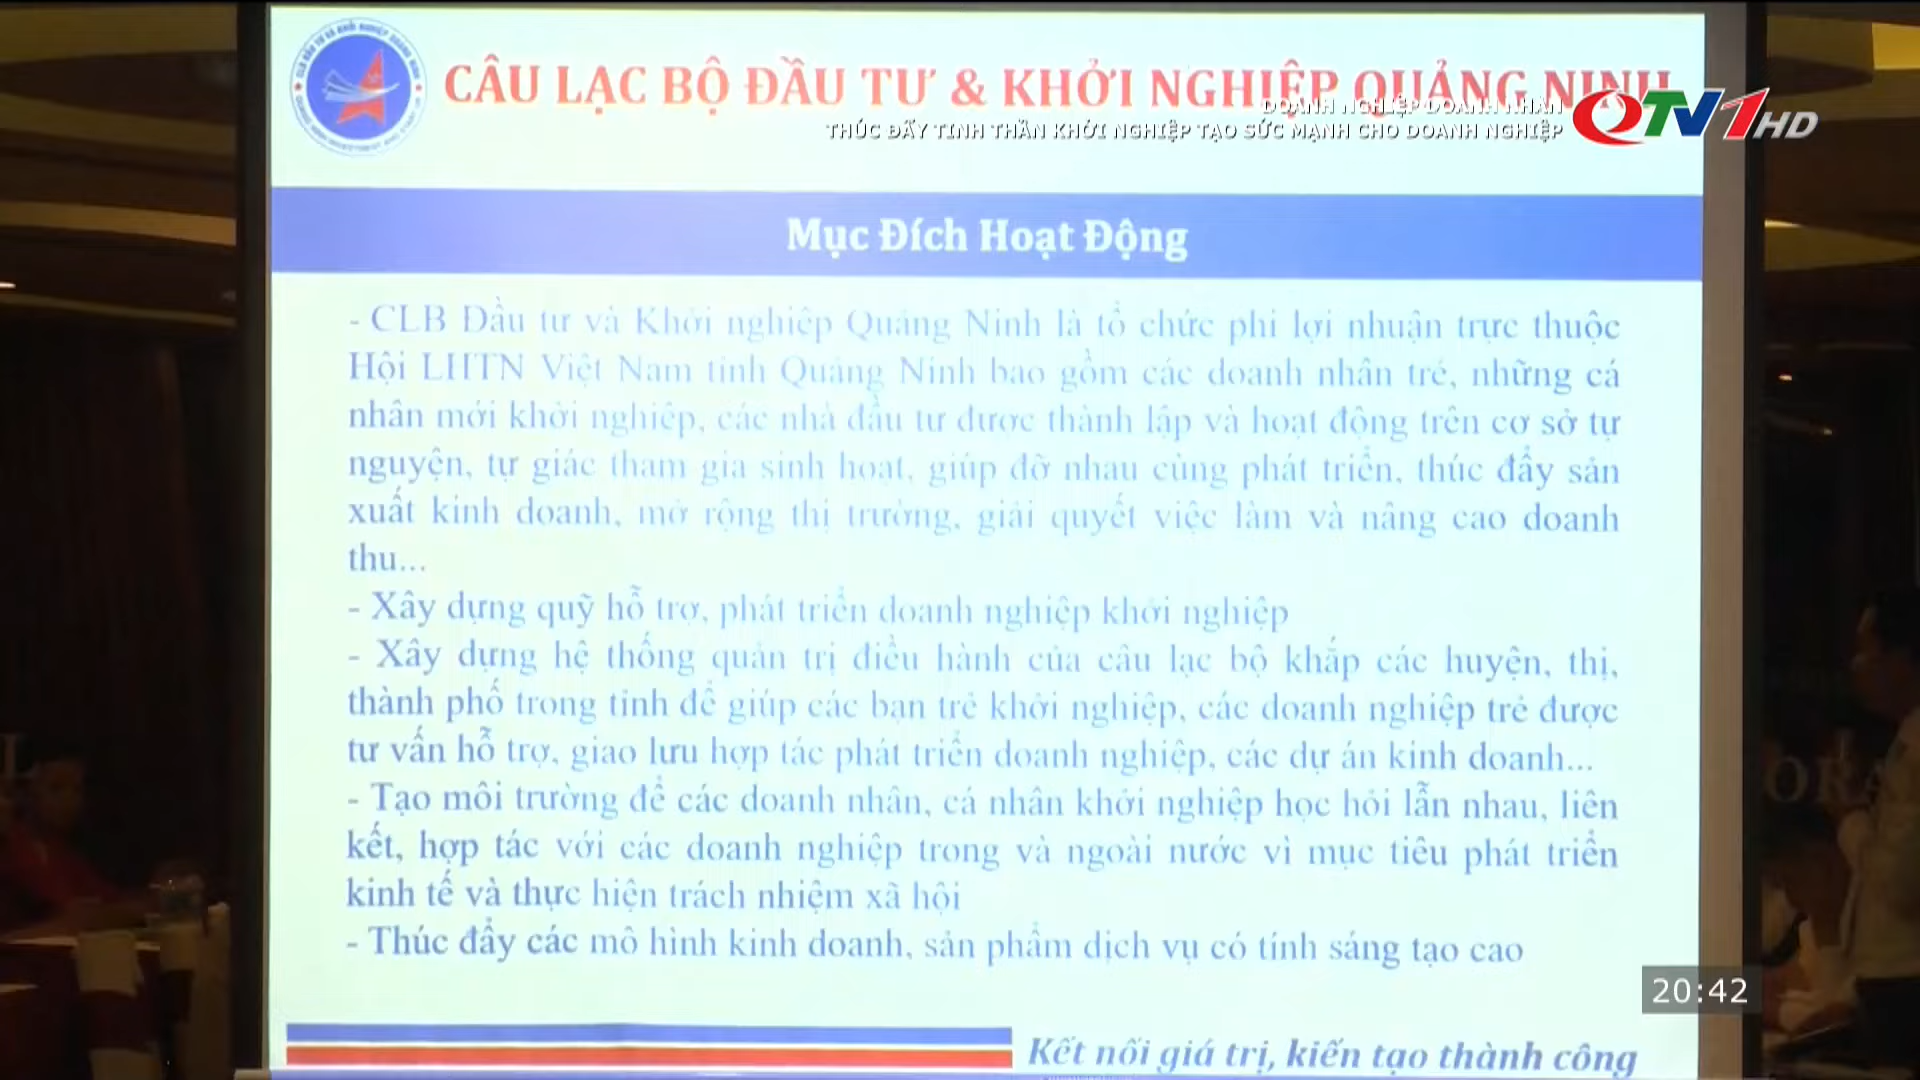 CÂU LẠC BỘ ĐẦU TƯ & KHỞI NGHIỆP QUẢNG NINH
DOANH NGHIỆP DOANH NHÂN
THÚC ĐẨY TINH THẦN KHỞI NGHIỆP TẠO SỨC MẠNH CHO DOANH NGHIỆP
QTV1HD
Mục Đích Hoạt Động
- CLB Đầu tư và Khởi nghiệp Quảng Ninh là tổ chức phi lợi nhuận trực thuộc
Hội LHTN Việt Nam tỉnh Quảng Ninh bao gồm các doanh nhân trẻ, những cá
nhân mới khởi nghiệp, các nhà đầu tư được thành lập và hoạt động trên cơ sở tự
nguyện, tự giác tham gia sinh hoạt, giúp đỡ nhau cùng phát triển, thúc đẩy sản
xuất kinh doanh, mở rộng thị trường, giải quyết việc làm và nâng cao doanh
thu...
- Xây dựng quỹ hỗ trợ, phát triển doanh nghiệp khởi nghiệp
- Xây dựng hệ thống quản trị điều hành của câu lạc bộ khắp các huyện, thị,
thành phố trong tỉnh để giúp các bạn trẻ khởi nghiệp, các doanh nghiệp trẻ được
tư vấn hỗ trợ, giao lưu hợp tác phát triển doanh nghiệp, các dự án kinh doanh...
- Tạo môi trường để các doanh nhân, cá nhân khởi nghiệp học hỏi lẫn nhau, liên
kết, hợp tác với các doanh nghiệp trong và ngoài nước vì mục tiêu phát triển
kinh tế và thực hiện trách nhiệm xã hội
- Thúc đẩy các mô hình kinh doanh, sản phẩm dịch vụ có tính sáng tạo cao
20:42
Kết nối giá trị, kiến tạo thành công